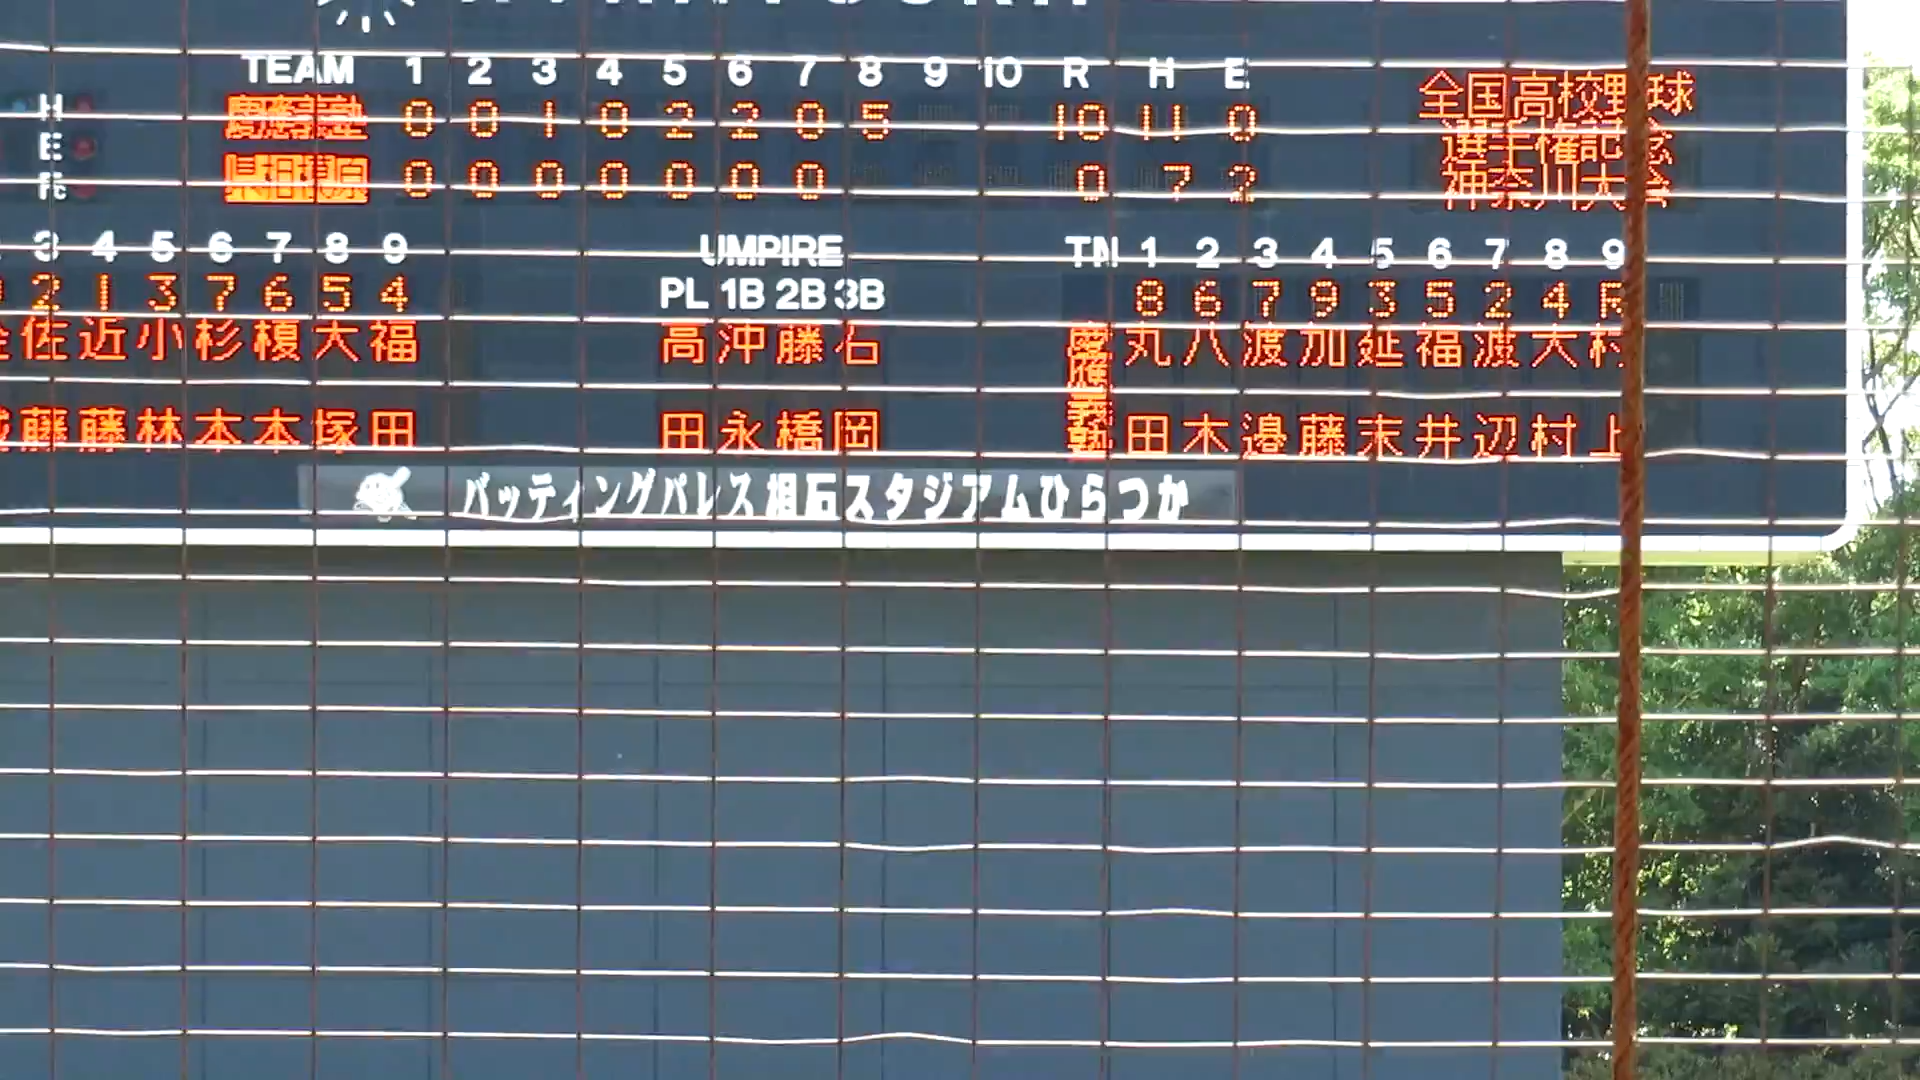 TEAM 1 2 3 4 5 6 7 8 9 10 R H E
慶應義塾 0 0 1 0 2 2 0 5 10 11 0
県相模原 0 0 0 0 0 0 0 0 7 2
H
E
Fc
全国高校野球
選手権記念
神奈川大会
3 4 5 6 7 8 9
2 1 3 7 6 5 4
佐藤 近藤 小林 杉本 榎本 大塚 福田
UMPIRE
PL 1B 2B 3B
高田 沖永 藤橋 石岡
TM 1 2 3 4 5 6 7 8 9
8 6 7 9 3 5 2 4 R
慶應義塾 丸田 八木 渡邉 加藤 延末 福井 渡辺 大村 村上
バッティングパレス相石スタジアムひらつか